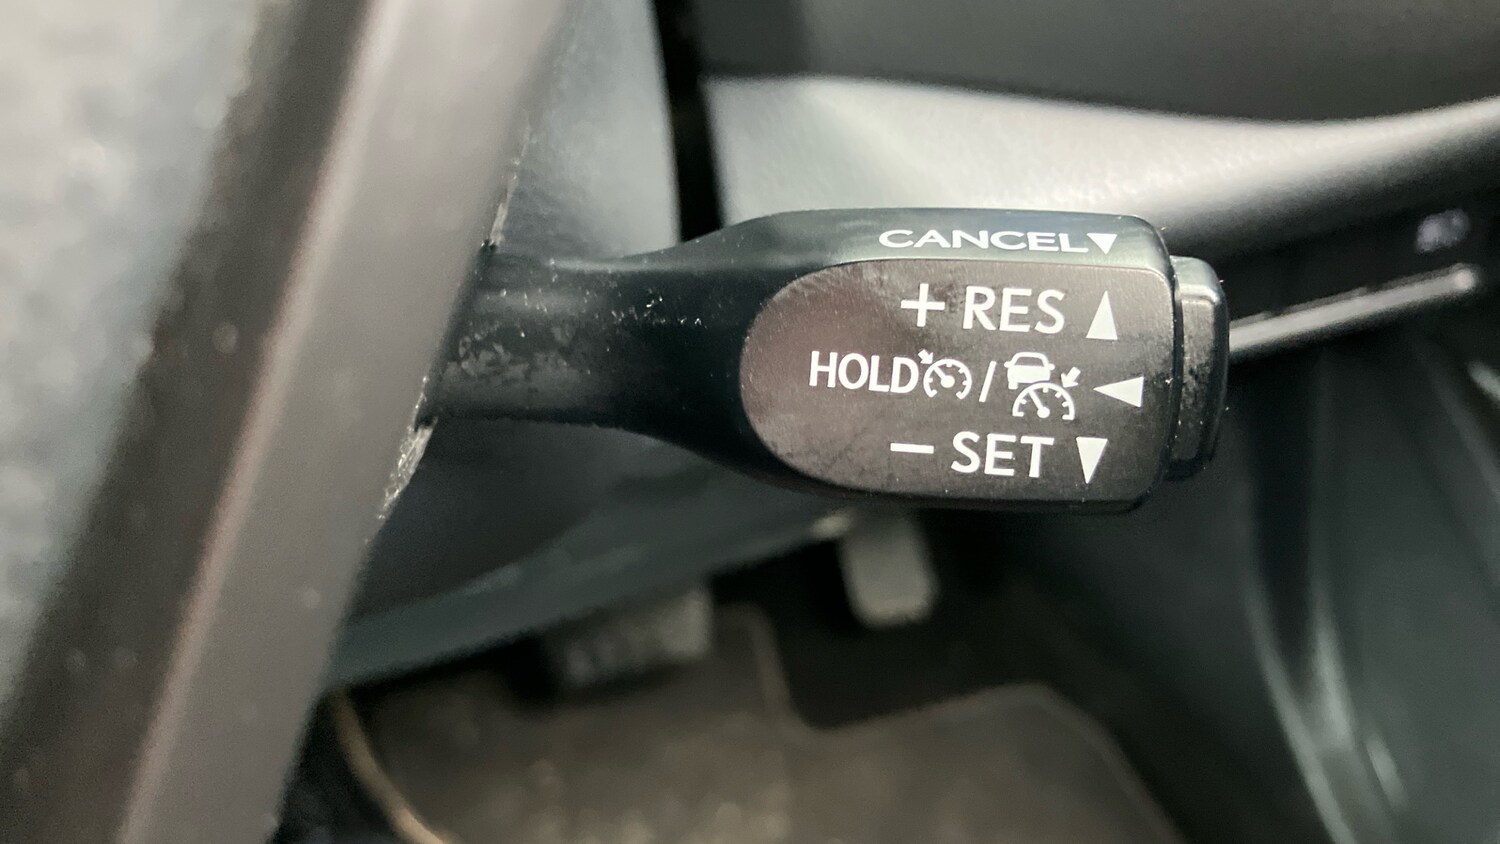 CANCEL▼
+ RES ▲
HOLD / ◀
− SET ▼